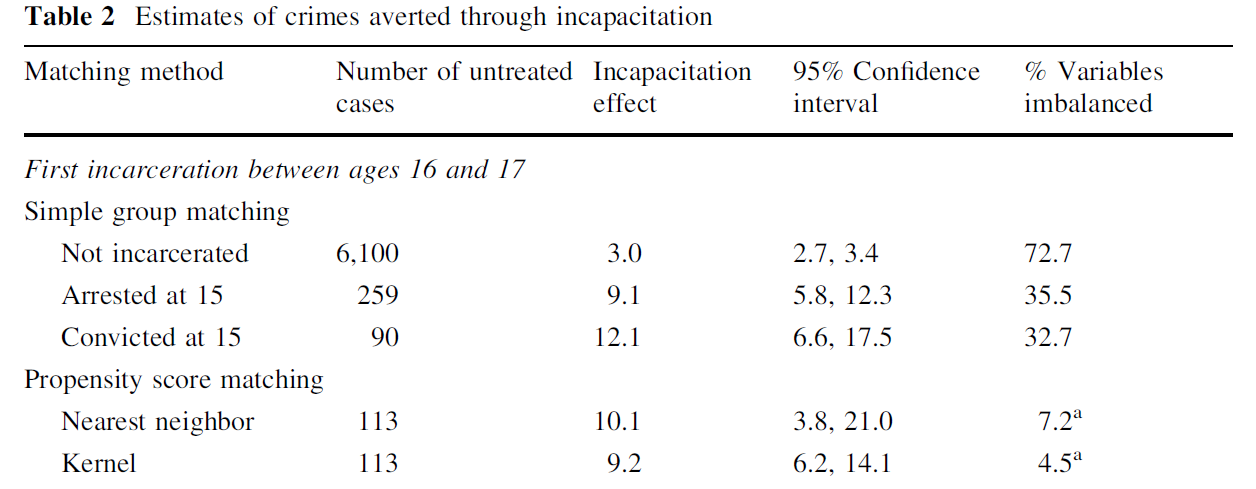 Table 2 Estimates of crimes averted through incapacitation
Matching method Number of untreated cases Incapacitation effect 95% Confidence interval % Variables imbalanced
First incarceration between ages 16 and 17
Simple group matching
Not incarcerated 6,100 3.0 2.7, 3.4 72.7
Arrested at 15 259 9.1 5.8, 12.3 35.5
Convicted at 15 90 12.1 6.6, 17.5 32.7
Propensity score matching
Nearest neighbor 113 10.1 3.8, 21.0 7.2a
Kernel 113 9.2 6.2, 14.1 4.5a